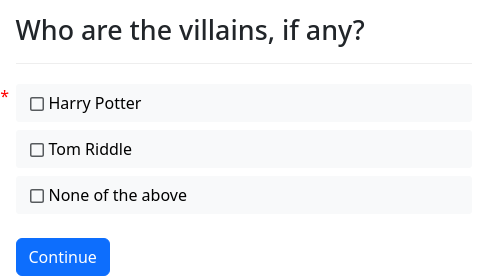 Who are the villains, if any?
*
Harry Potter
Tom Riddle
None of the above
Continue